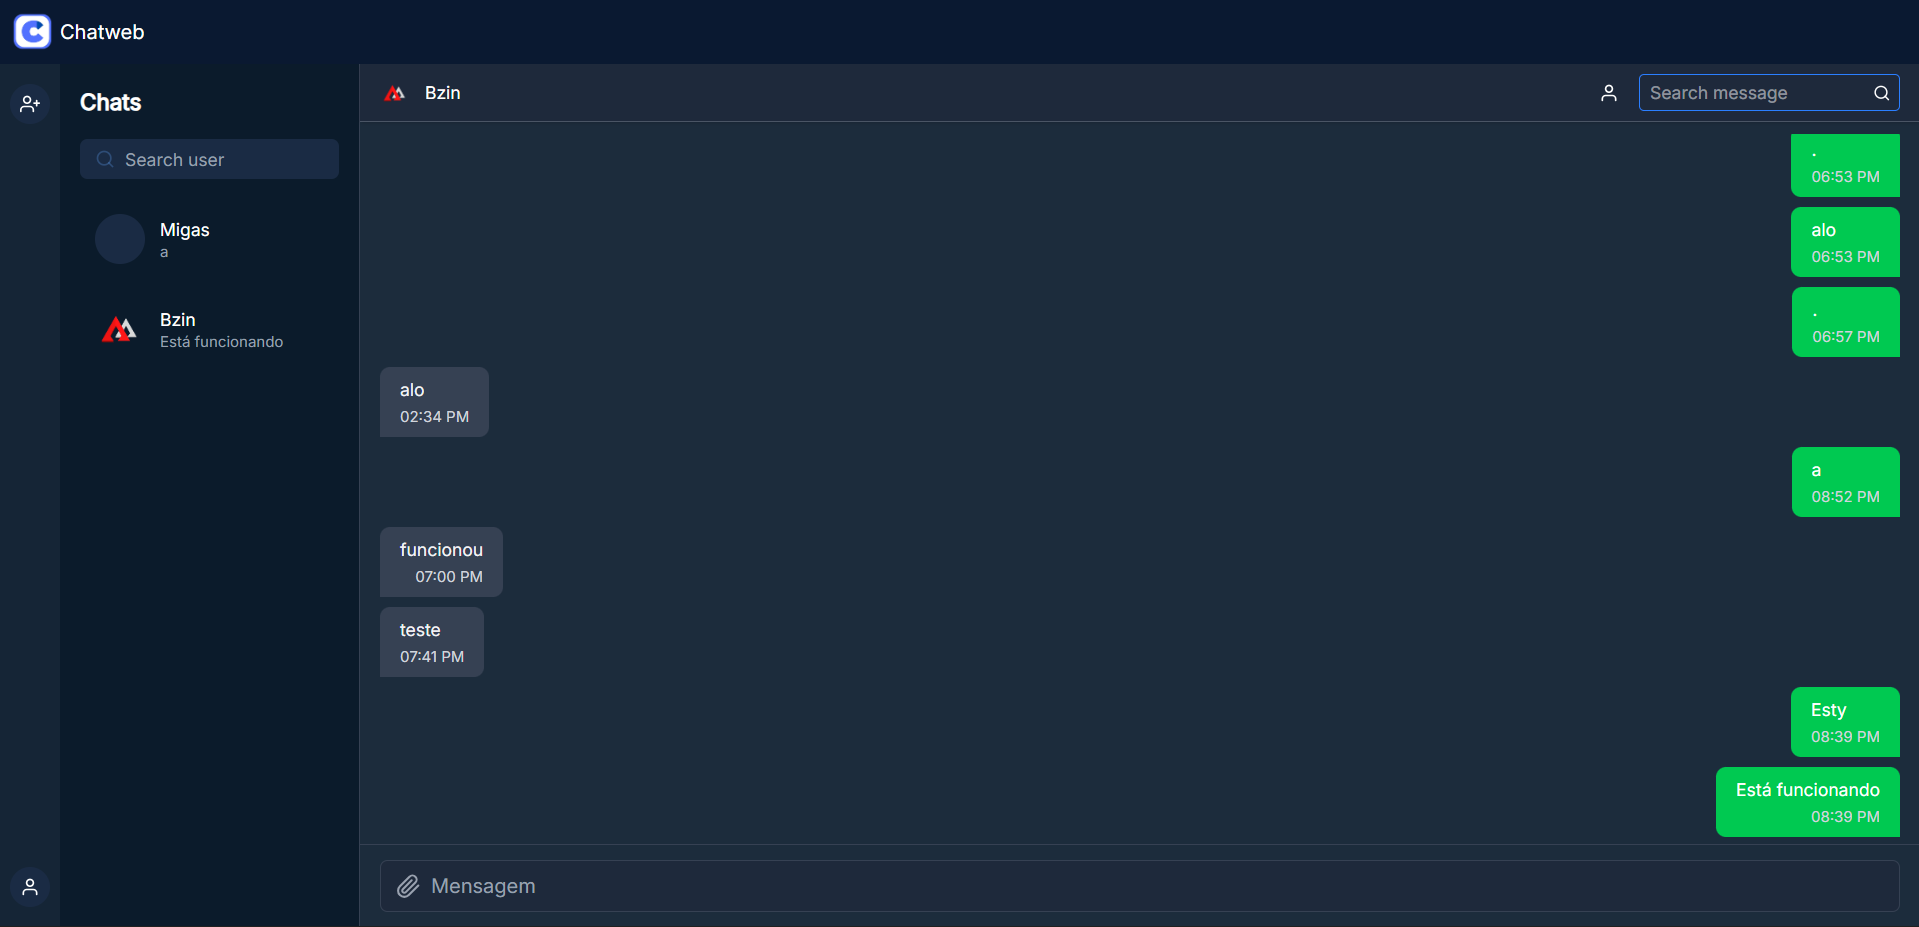 Chatweb
Chats
Search user
Migas
a
Bzin
Está funcionando
Bzin
Search message
.
06:53 PM
alo
06:53 PM
.
06:57 PM
alo
02:34 PM
a
08:52 PM
funcionou
07:00 PM
teste
07:41 PM
Esty
08:39 PM
Está funcionando
08:39 PM
Mensagem